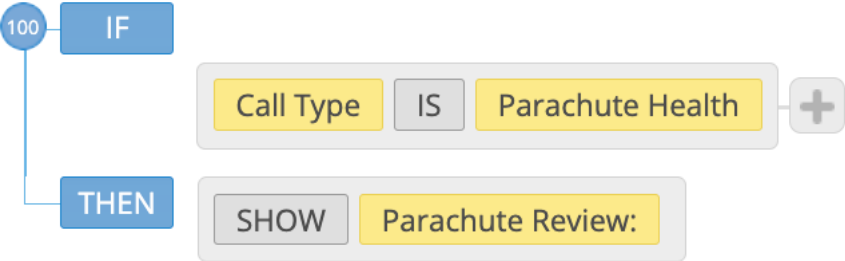 100 IF
Call Type IS Parachute Health
THEN
SHOW Parachute Review: